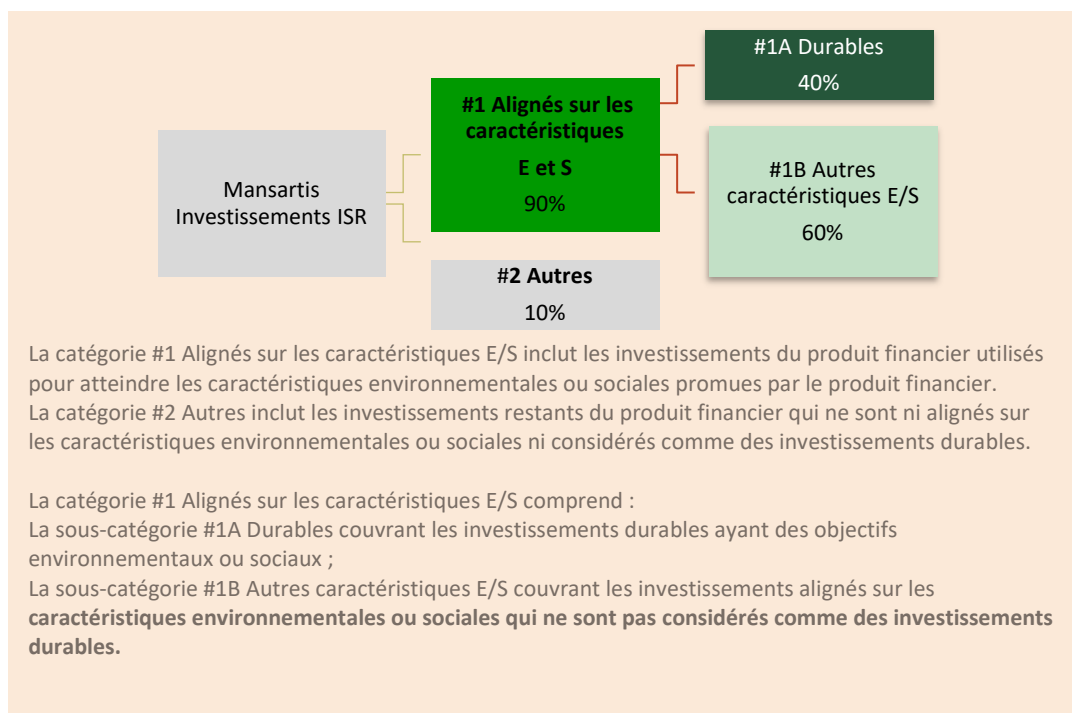 #1A Durables
40%
#1 Alignés sur les
caractéristiques
E et S
90%
Mansartis
Investissements ISR
#1B Autres
caractéristiques E/S
60%
#2 Autres
10%
La catégorie #1 Alignés sur les caractéristiques E/S inclut les investissements du produit financier utilisés
pour atteindre les caractéristiques environnementales ou sociales promues par le produit financier.
La catégorie #2 Autres inclut les investissements restants du produit financier qui ne sont ni alignés sur
les caractéristiques environnementales ou sociales ni considérés comme des investissements durables.
La catégorie #1 Alignés sur les caractéristiques E/S comprend :
La sous-catégorie #1A Durables couvrant les investissements durables ayant des objectifs
environnementaux ou sociaux ;
La sous-catégorie #1B Autres caractéristiques E/S couvrant les investissements alignés sur les
caractéristiques environnementales ou sociales qui ne sont pas considérés comme des investissements
durables.